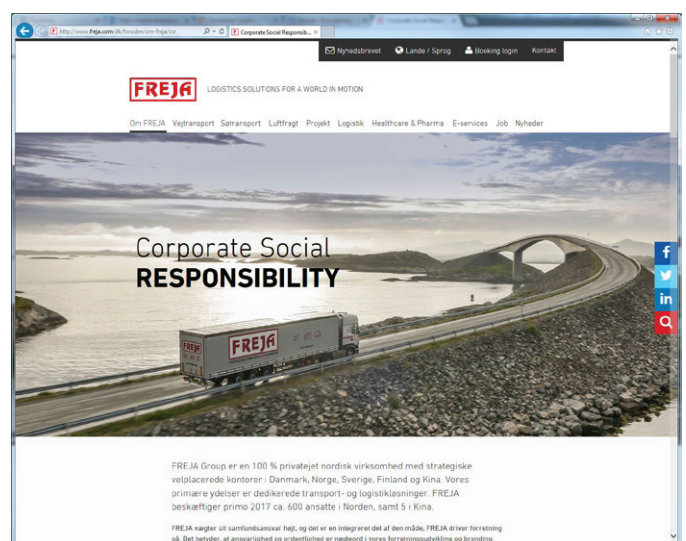 http://www.freja.com/dk/forsiden/om-freja/csr
Corporate Social Responsib...
Nyhedsbrevet Lande / Sprog Booking login Kontakt
FREJA LOGISTICS SOLUTIONS FOR A WORLD IN MOTION
Om FREJA Vejtransport Søtransport Luftfragt Projekt Logistik Healthcare & Pharma E-services Job Nyheder
Corporate Social
RESPONSIBILITY
FREJA
FREJA
FREJA Group er en 100 % privatejet nordisk virksomhed med strategiske
velplacerede kontorer i Danmark, Norge, Sverige, Finland og Kina. Vores
primære ydelser er dedikerede transport- og logistikløsninger. FREJA
beskæftiger primo 2017 ca. 600 ansatte i Norden, samt 5 i Kina.
FREJA vægter sit samfundsansvar højt, og det er en integreret del af den måde, FREJA driver forretning
på. Det betyder, at ansvarlighed og ordentlighed er nøgleord i vores forretningsudvikling og branding.